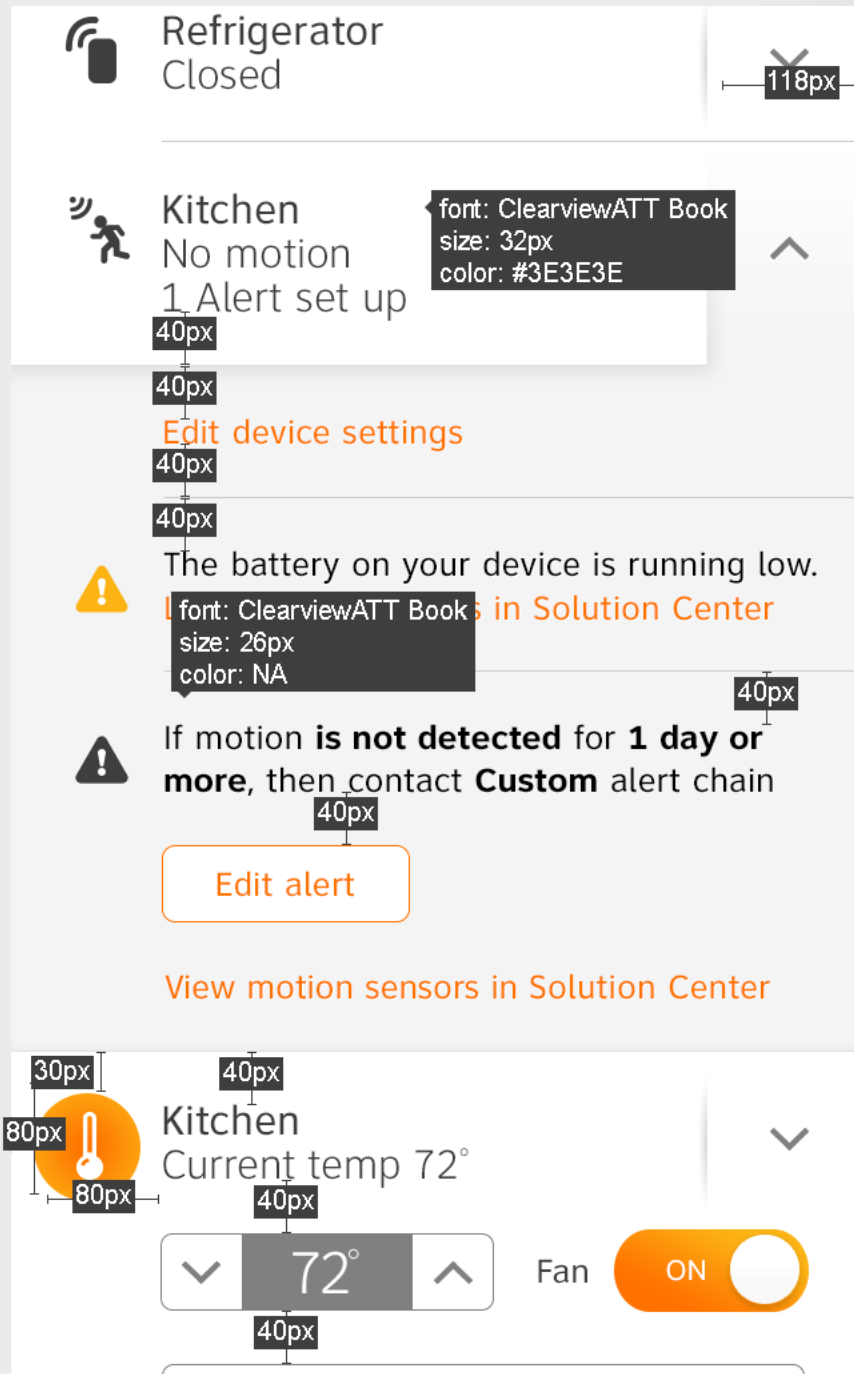 Refrigerator
Closed
118px
Kitchen
No motion
1 Alert set up
font: ClearviewATT Book
size: 32px
color: #3E3E3E
40px
40px
Edit device settings
40px
40px
The battery on your device is running low.
in Solution Center
font: ClearviewATT Book
size: 26px
color: NA
40px
If motion is not detected for 1 day or
more, then contact Custom alert chain
40px
Edit alert
View motion sensors in Solution Center
30px
40px
80px
Kitchen
Current temp 72°
80px
40px
72°
Fan
ON
40px